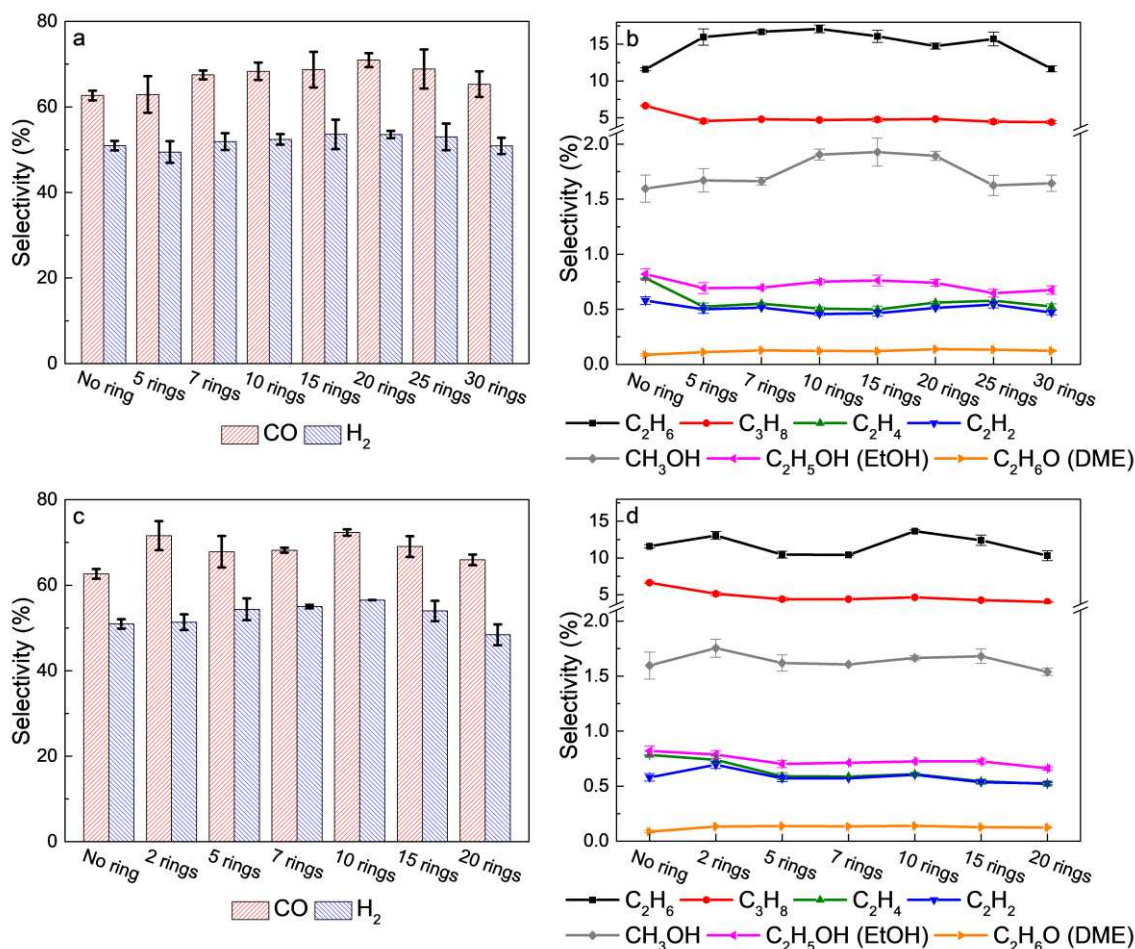 a
80
60
40
20
0
Selectivity (%)
No ring 5 rings 7 rings 10 rings 15 rings 20 rings 25 rings 30 rings
CO H₂
b
15
10
5
2.0
1.5
1.0
0.5
0.0
Selectivity (%)
No ring 5 rings 7 rings 10 rings 15 rings 20 rings 25 rings 30 rings
C₂H₆ C₃H₈ C₂H₄ C₂H₂
CH₃OH C₂H₅OH (EtOH) C₂H₆O (DME)
c
80
60
40
20
0
Selectivity (%)
No ring 2 rings 5 rings 7 rings 10 rings 15 rings 20 rings
CO H₂
d
15
10
5
2.0
1.5
1.0
0.5
0.0
Selectivity (%)
No ring 2 rings 5 rings 7 rings 10 rings 15 rings 20 rings
C₂H₆ C₃H₈ C₂H₄ C₂H₂
CH₃OH C₂H₅OH (EtOH) C₂H₆O (DME)